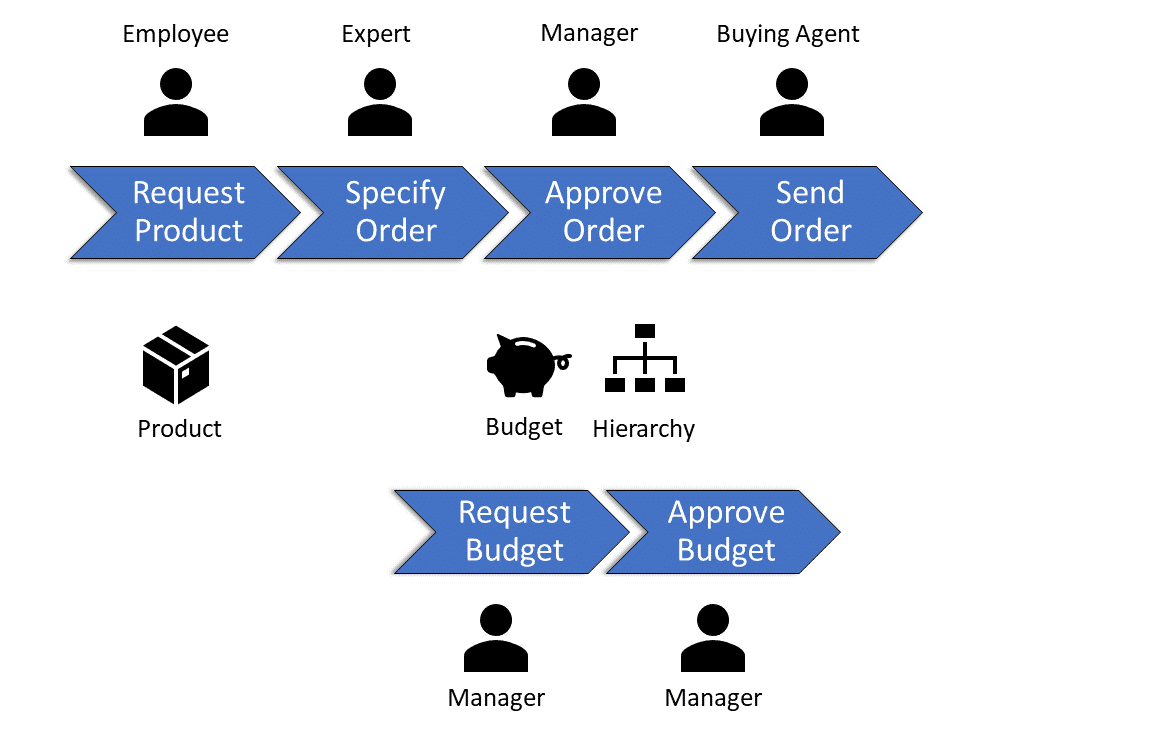 Employee
Expert
Manager
Buying Agent
Request
Product
Specify
Order
Approve
Order
Send
Order
Product
Budget
Hierarchy
Request
Budget
Approve
Budget
Manager
Manager